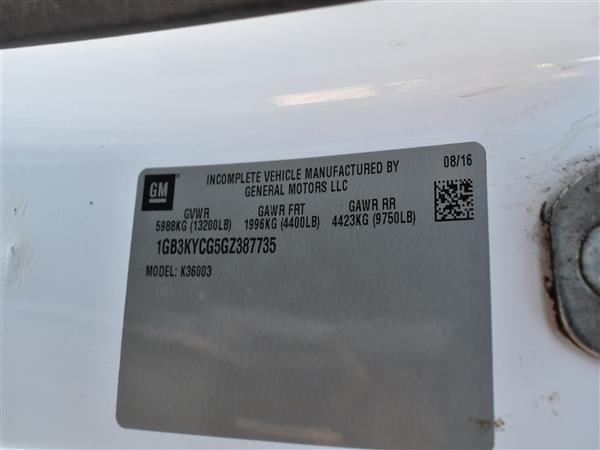 GM
INCOMPLETE VEHICLE MANUFACTURED BY
GENERAL MOTORS LLC
08/16
GVWR GAWR FRT GAWR RR
5988KG (13200LB) 1996KG (4400LB) 4423KG (9750LB)
1GB3KYCG5GZ387735
MODEL: K36003